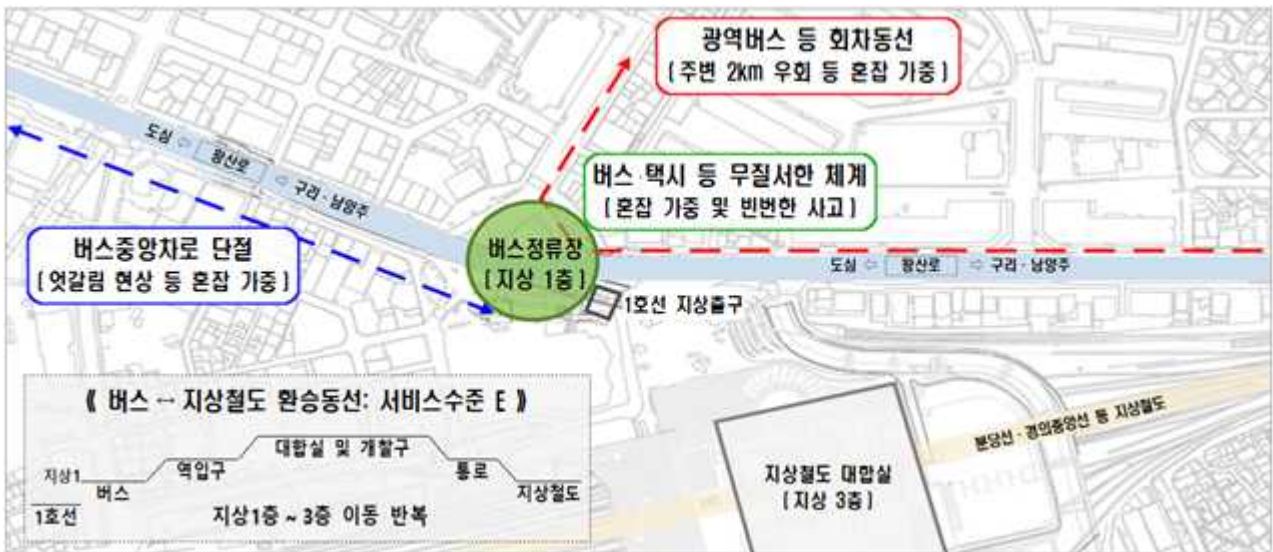 광역버스 등 회차동선
(주변 2km 우회 등 혼잡 가중)
도심 ⇦ 왕산로 ⇨ 구리·남양주
버스 택시 등 무질서한 체계
(혼잡 가중 및 빈번한 사고)
버스중앙차로 단절
(엇갈림 현상 등 혼잡 가중)
버스정류장
(지상 1층)
도심 ⇦ 왕산로 ⇨ 구리·남양주
1호선 지상출구
《 버스 ↔ 지상철도 환승동선: 서비스수준 E 》
대합실 및 개찰구
역입구
통로
지상1
버스
지상철도
1호선
지상1층 ~ 3층 이동 반복
분당선·경의중앙선 등 지상철도
지상철도 대합실
(지상 3층)